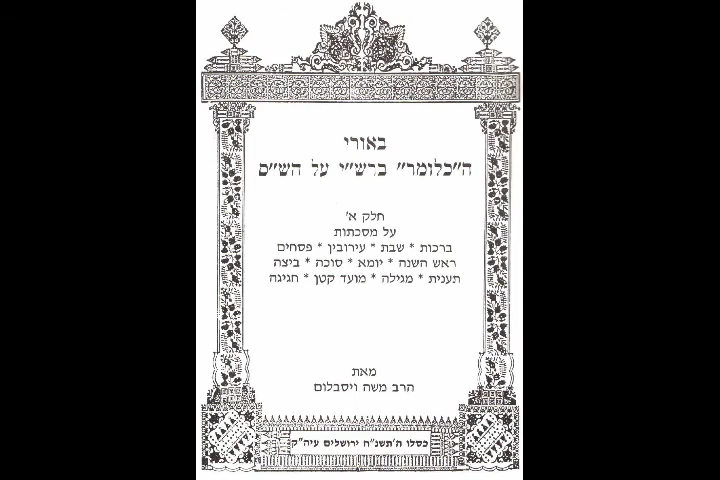 באורי
ה"כלומר" ברש"י על הש"ס
חלק א'
על מסכתות
ברכות * שבת * עירובין * פסחים
ראש השנה * יומא * סוכה * ביצה
תענית * מגילה * מועד קטן * חגיגה
מאת
הרב משה ויסבלום
כסלו ה'תשנ"ח ירושלים עיה"ק